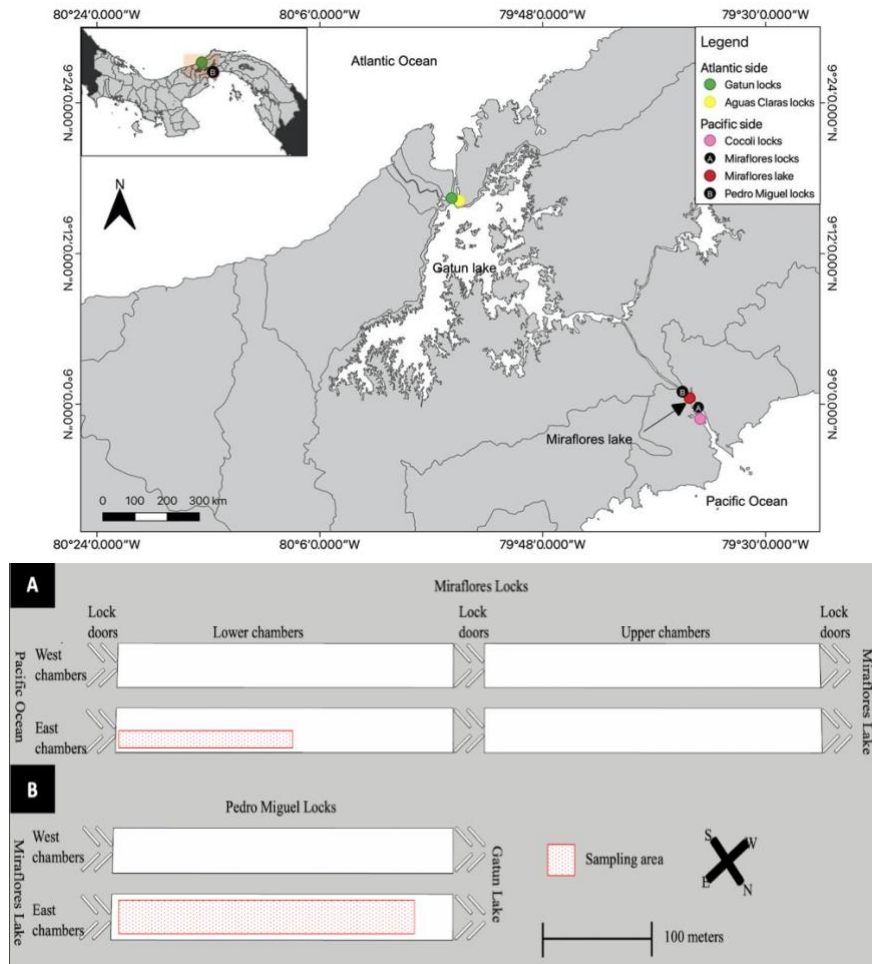 80°24'0.000"W
80°6'0.000"W
79°48'0.000"W
79°30'0.000"W
9°24'0.000"N
9°24'0.000"N
Atlantic Ocean
Legend
Atlantic side
Gatun locks
Aguas Claras locks
Pacific side
Cocoli locks
A Miraflores locks
Miraflores lake
B Pedro Miguel locks
B
N
9°12'0.000"N
9°12'0.000"N
Gatun lake
9°0'0.000"N
9°0'0.000"N
B
A
Miraflores lake
Pacific Ocean
0 100 200 300 km
80°24'0.000"W
80°6'0.000"W
79°48'0.000"W
79°30'0.000"W
A
Miraflores Locks
Lock
doors
Lower chambers
Lock
doors
Upper chambers
Lock
doors
Pacific Ocean
West
chambers
East
chambers
Miraflores Lake
B
Pedro Miguel Locks
Miraflores Lake
West
chambers
East
chambers
Gatun Lake
Sampling area
S
W
E
N
100 meters